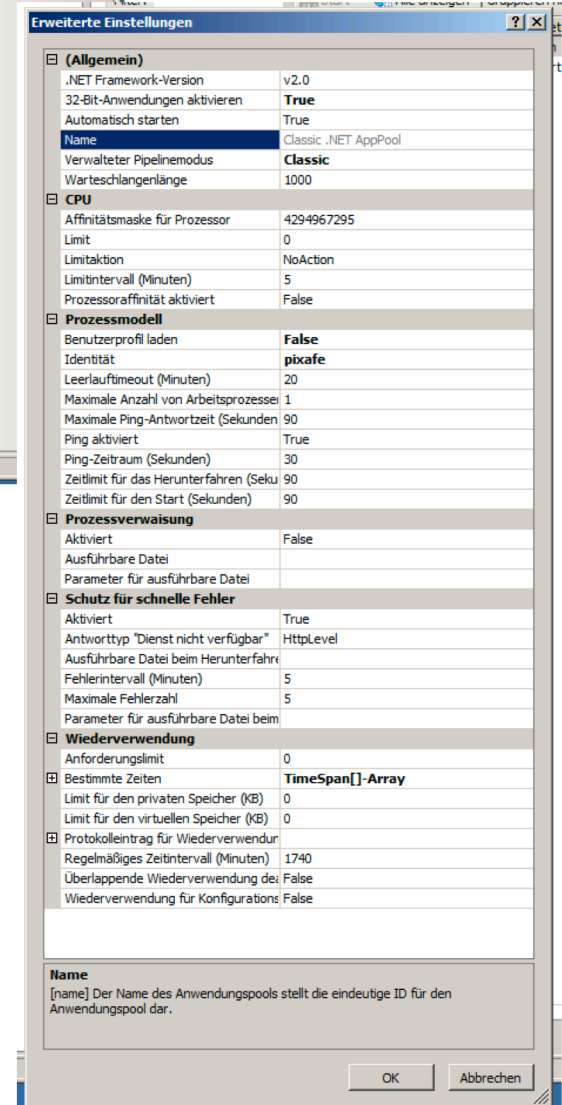 Erweiterte Einstellungen
(Allgemein)
.NET Framework-Version v2.0
32-Bit-Anwendungen aktivieren True
Automatisch starten True
Name Classic .NET AppPool
Verwalteter Pipelinemodus Classic
Warteschlangenlänge 1000
CPU
Affinitätsmaske für Prozessor 4294967295
Limit 0
Limitaktion NoAction
Limitintervall (Minuten) 5
Prozessoraffinität aktiviert False
Prozessmodell
Benutzerprofil laden False
Identität pixafe
Leerlauftimeout (Minuten) 20
Maximale Anzahl von Arbeitsprozesse 1
Maximale Ping-Antwortzeit (Sekunden 90
Ping aktiviert True
Ping-Zeitraum (Sekunden) 30
Zeitlimit für das Herunterfahren (Seku 90
Zeitlimit für den Start (Sekunden) 90
Prozessverwaisung
Aktiviert False
Ausführbare Datei
Parameter für ausführbare Datei
Schutz für schnelle Fehler
Aktiviert True
Antworttyp "Dienst nicht verfügbar" HttpLevel
Ausführbare Datei beim Herunterfahre
Fehlerintervall (Minuten) 5
Maximale Fehlerzahl 5
Parameter für ausführbare Datei beim
Wiederverwendung
Anforderungslimit 0
Bestimmte Zeiten TimeSpan[]-Array
Limit für den privaten Speicher (KB) 0
Limit für den virtuellen Speicher (KB) 0
Protokolleintrag für Wiederverwendun
Regelmäßiges Zeitintervall (Minuten) 1740
Überlappende Wiederverwendung dea False
Wiederverwendung für Konfigurations False
Name
[name] Der Name des Anwendungspools stellt die eindeutige ID für den
Anwendungspool dar.
OK Abbrechen